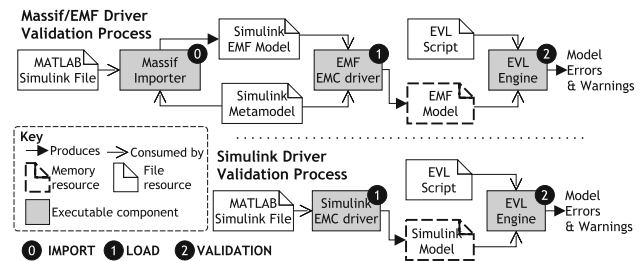 Massif/EMF Driver
Validation Process
MATLAB
Simulink File
Massif
Importer
0
Simulink
EMF Model
Simulink
Metamodel
EMF
EMC driver
1
EVL
Script
EMF
Model
EVL
Engine
2
Model
Errors
& Warnings
Key
Produces
Consumed by
Memory
resource
File
resource
Executable component
0 IMPORT 1 LOAD 2 VALIDATION
Simulink Driver
Validation Process
MATLAB
Simulink File
Simulink
EMC driver
1
EVL
Script
Simulink
Model
EVL
Engine
2
Model
Errors
& Warnings